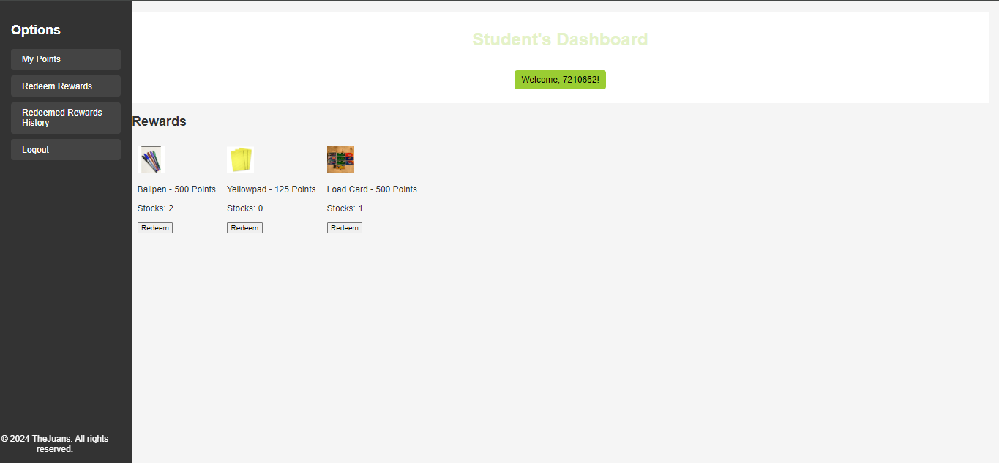 Options
My Points
Redeem Rewards
Redeemed Rewards
History
Logout
© 2024 TheJuans. All rights
reserved.
Student's Dashboard
Welcome, 7210662!
Rewards
Ballpen - 500 Points
Stocks: 2
Redeem
Yellowpad - 125 Points
Stocks: 0
Redeem
Load Card - 500 Points
Stocks: 1
Redeem